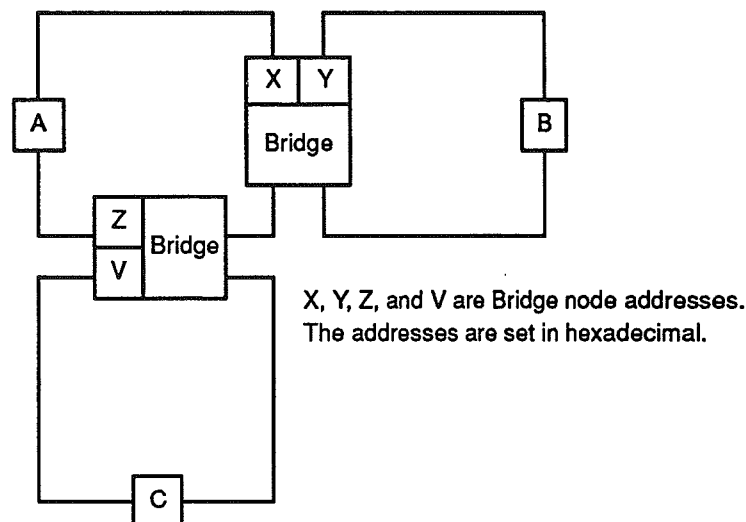 X Y
A
Bridge
B
Z
Bridge
V
X, Y, Z, and V are Bridge node addresses.
The addresses are set in hexadecimal.
C